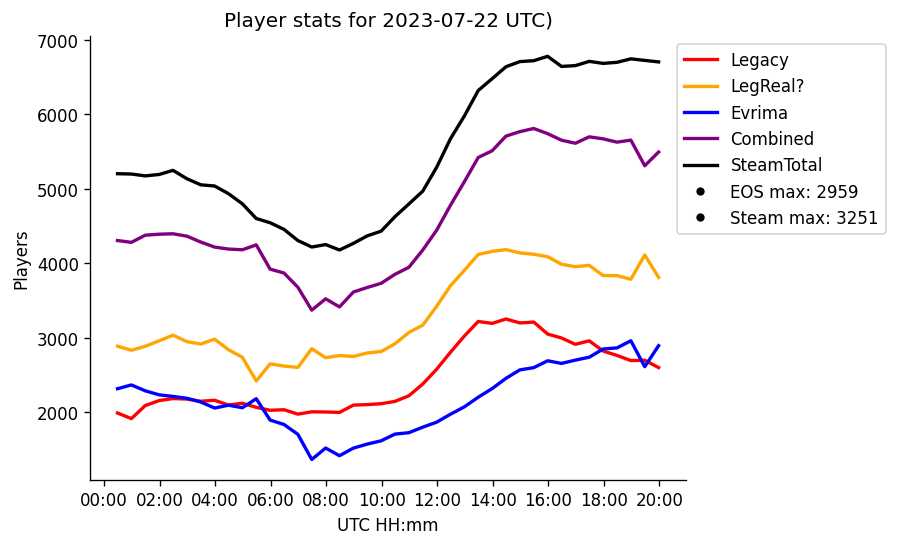 Player stats for 2023-07-22 UTC)
7000
6000
5000
4000
3000
2000
Players
00:00 02:00 04:00 06:00 08:00 10:00 12:00 14:00 16:00 18:00 20:00
UTC HH:mm
Legacy
LegReal?
Evrima
Combined
SteamTotal
EOS max: 2959
Steam max: 3251